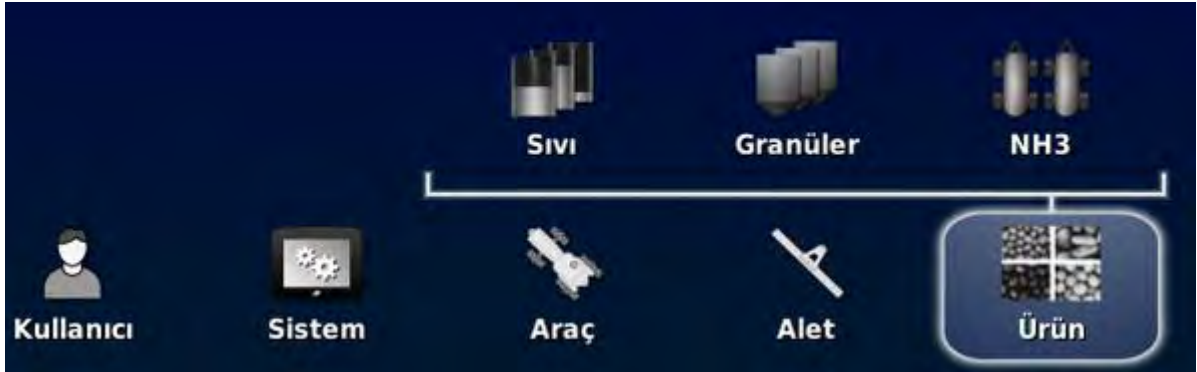 Sıvı
Granüler
NH3
Kullanıcı
Sistem
Araç
Alet
Ürün